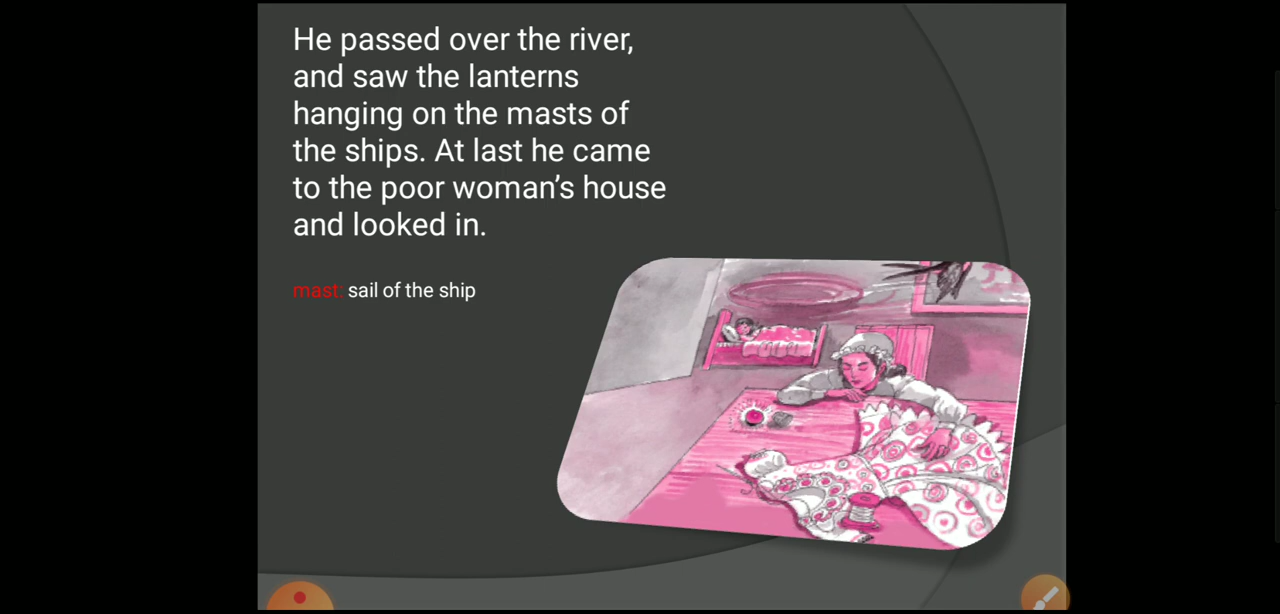 He passed over the river,
and saw the lanterns
hanging on the masts of
the ships. At last he came
to the poor woman’s house
and looked in.
mast: sail of the ship